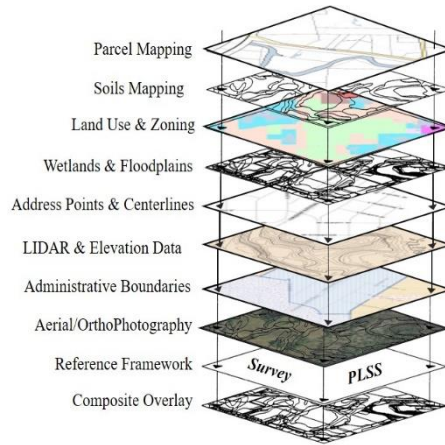 Parcel Mapping
Soils Mapping
Land Use & Zoning
Wetlands & Floodplains
Address Points & Centerlines
LIDAR & Elevation Data
Administrative Boundaries
Aerial/OrthoPhotography
Reference Framework
Survey
PLSS
Composite Overlay